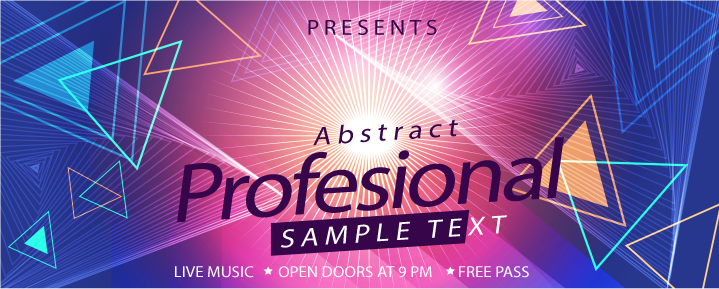 PRESENTS
Abstract
Profesional
SAMPLE TEXT
LIVE MUSIC ★ OPEN DOORS AT 9 PM ★ FREE PASS